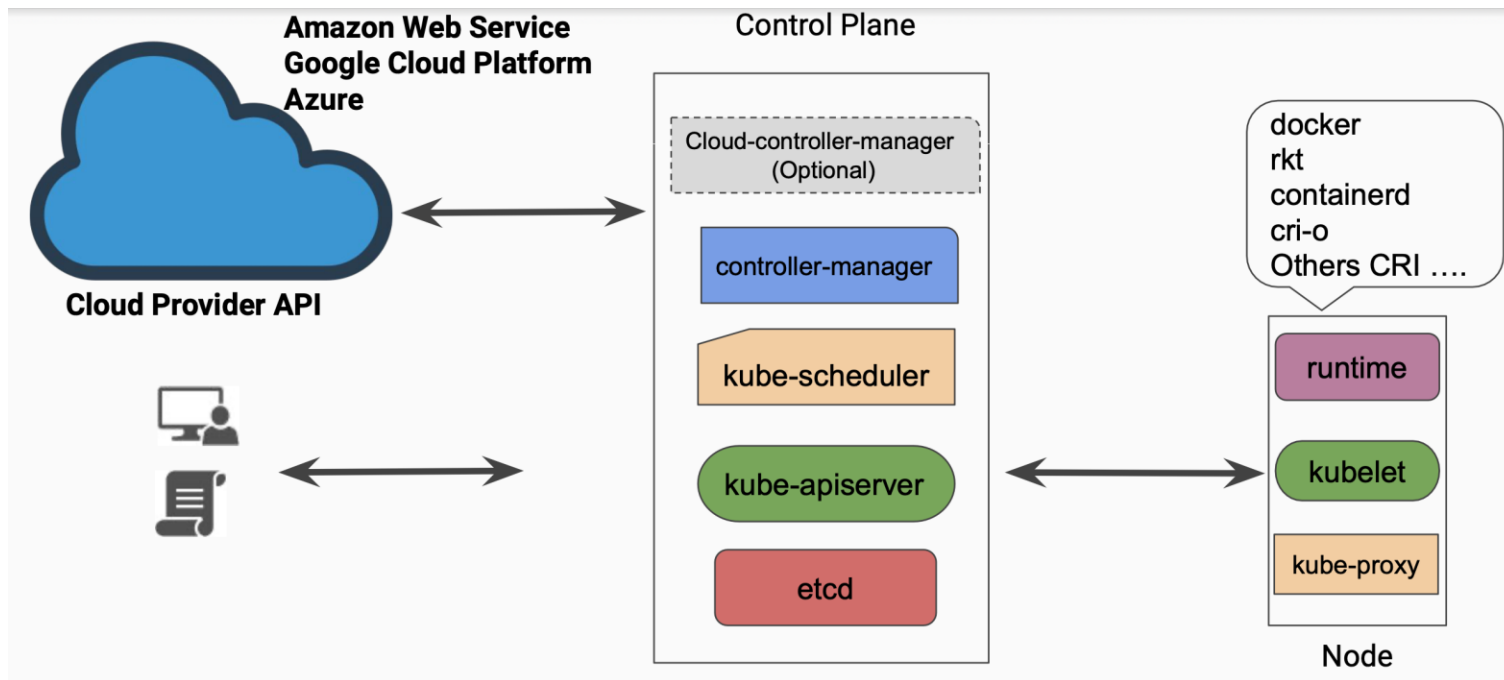 Amazon Web Service
Google Cloud Platform
Azure
Cloud Provider API
Control Plane
Cloud-controller-manager
(Optional)
controller-manager
kube-scheduler
kube-apiserver
etcd
docker
rkt
containerd
cri-o
Others CRI ....
runtime
kubelet
kube-proxy
Node